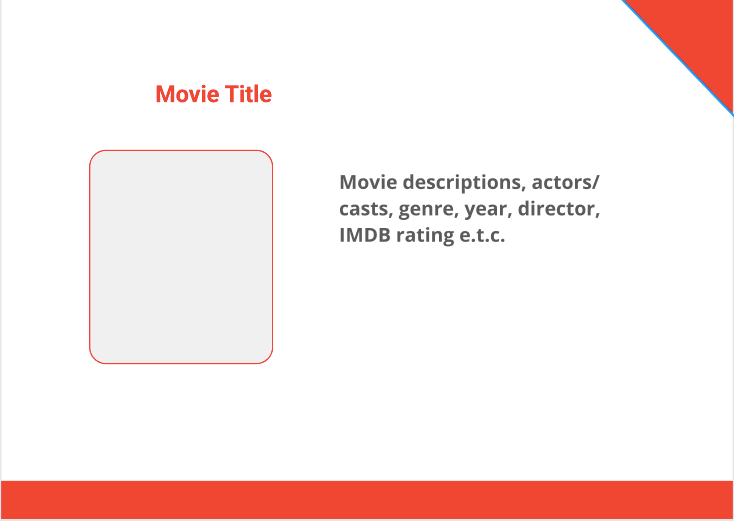 Movie Title
Movie descriptions, actors/
casts, genre, year, director,
IMDB rating e.t.c.